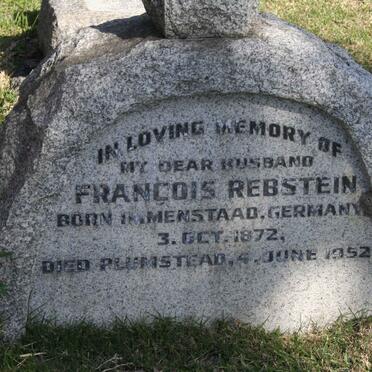 IN LOVING MEMORY OF
MY DEAR HUSBAND
FRANÇOIS REBSTEIN
BORN IMMENSTAAD, GERMANY
3. OCT. 1872,
DIED PLUMSTEAD, 4. JUNE 1952